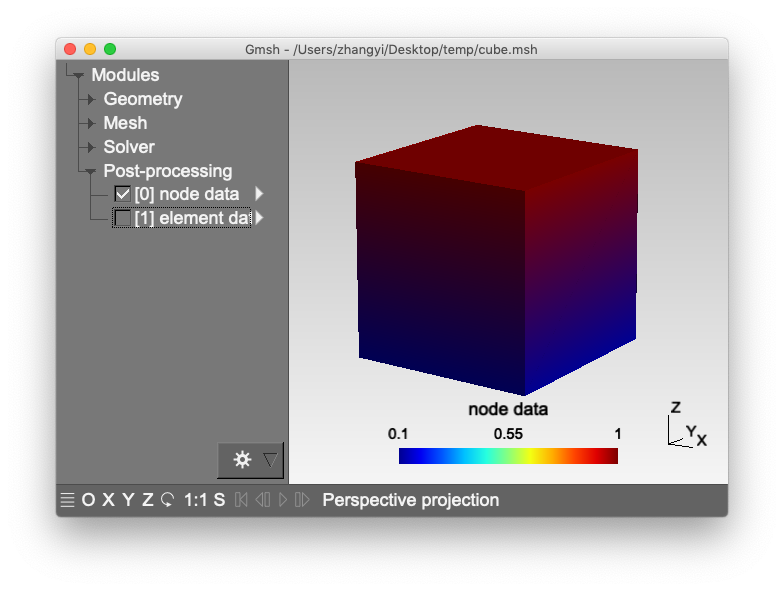 Gmsh - /Users/zhangyi/Desktop/temp/cube.msh
Modules
Geometry
Mesh
Solver
Post-processing
[0] node data
[1] element da
node data
0.1 0.55 1
Z
Y
X
O X Y Z 1:1 S Perspective projection